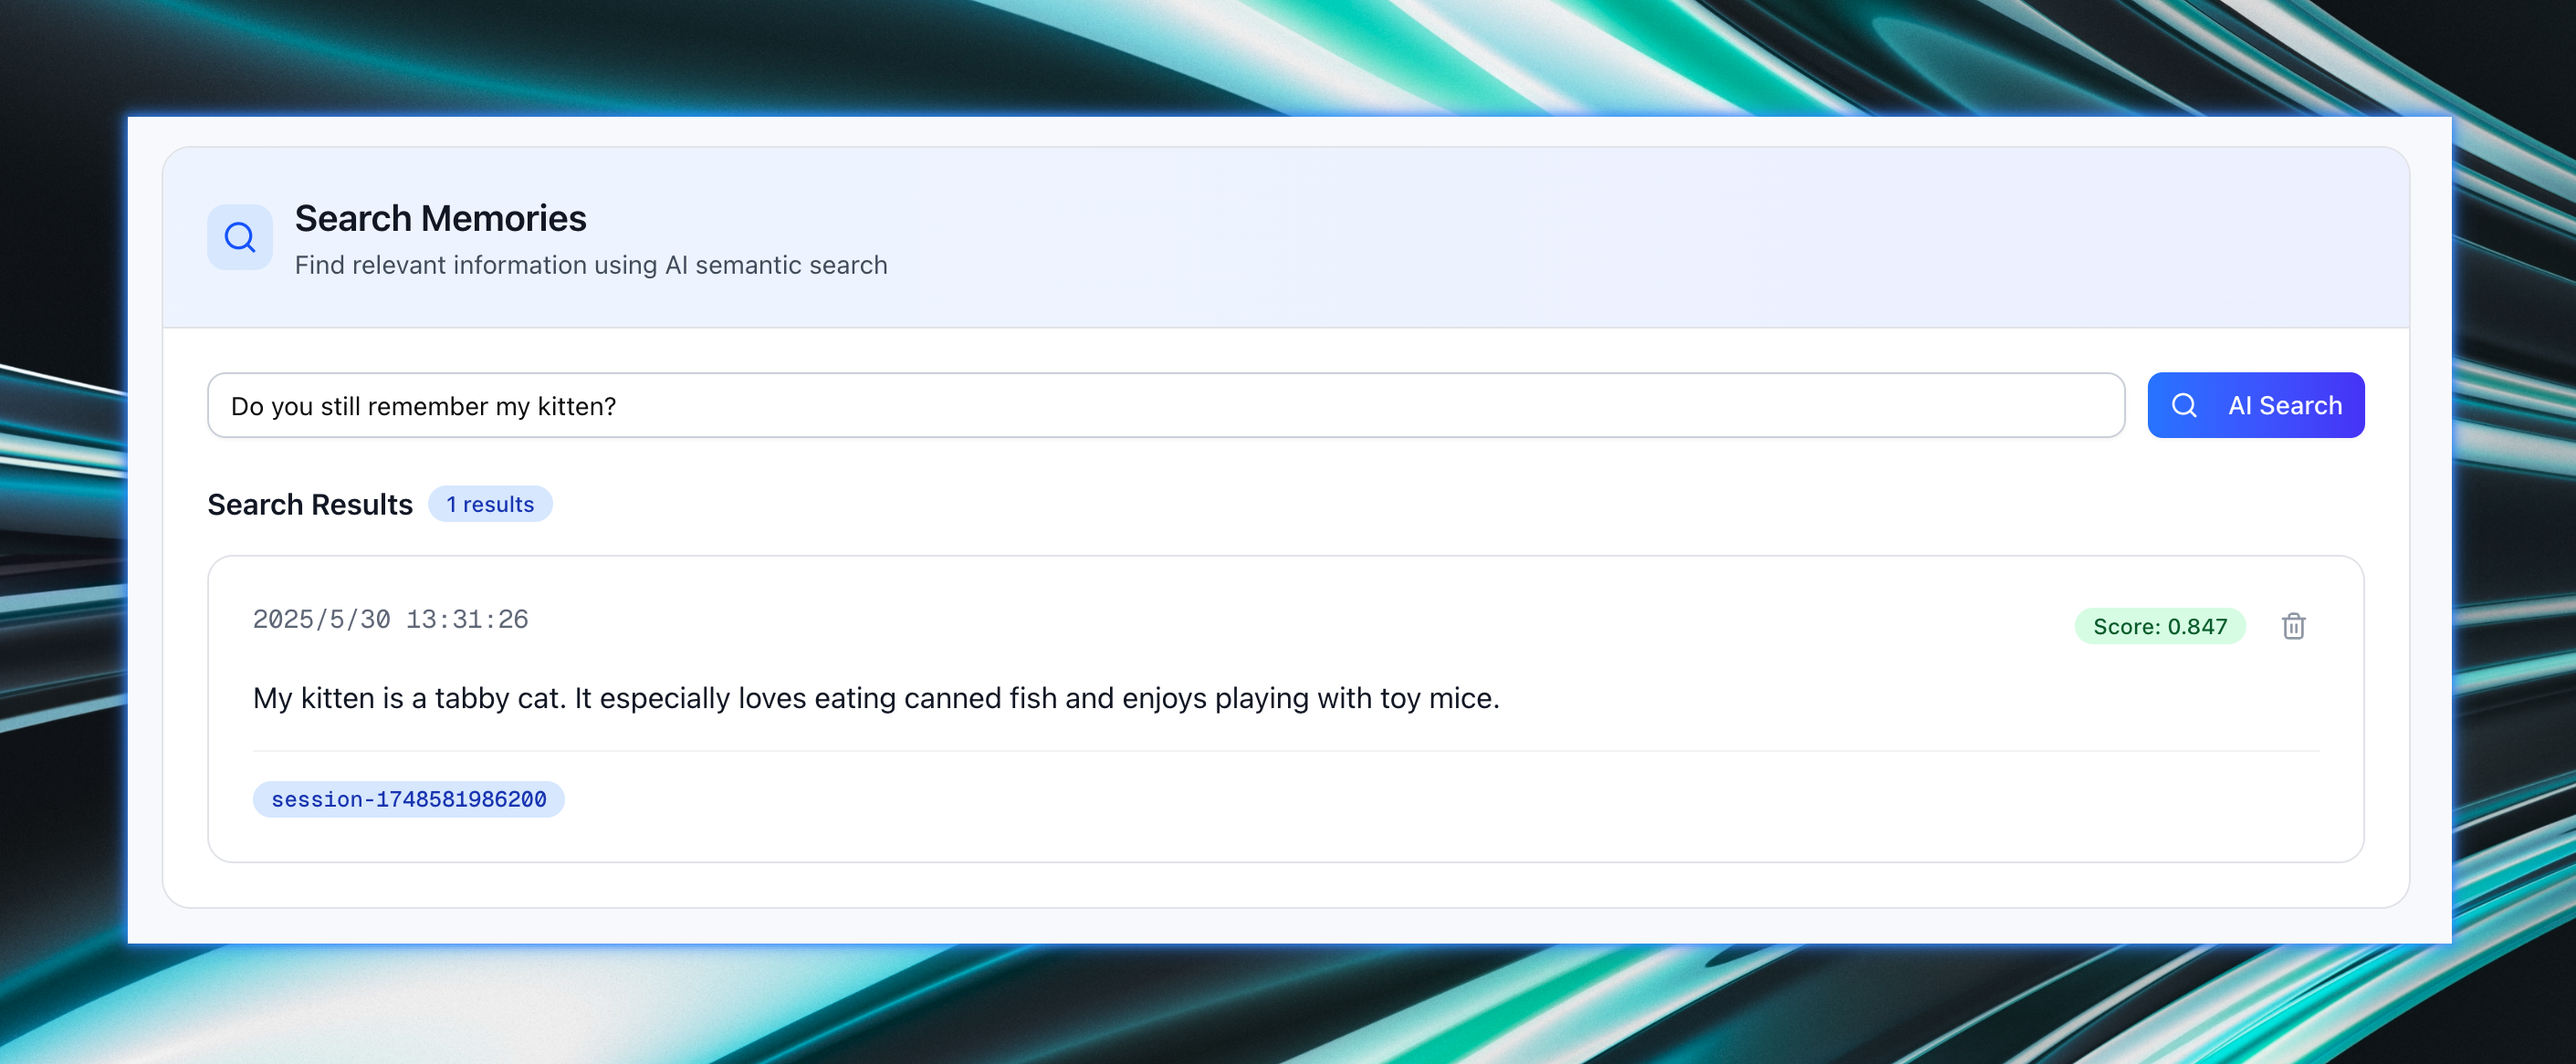 Search Memories
Find relevant information using AI semantic search
Do you still remember my kitten?
AI Search
Search Results
1 results
2025/5/30 13:31:26
Score: 0.847
My kitten is a tabby cat. It especially loves eating canned fish and enjoys playing with toy mice.
session-1748581986200